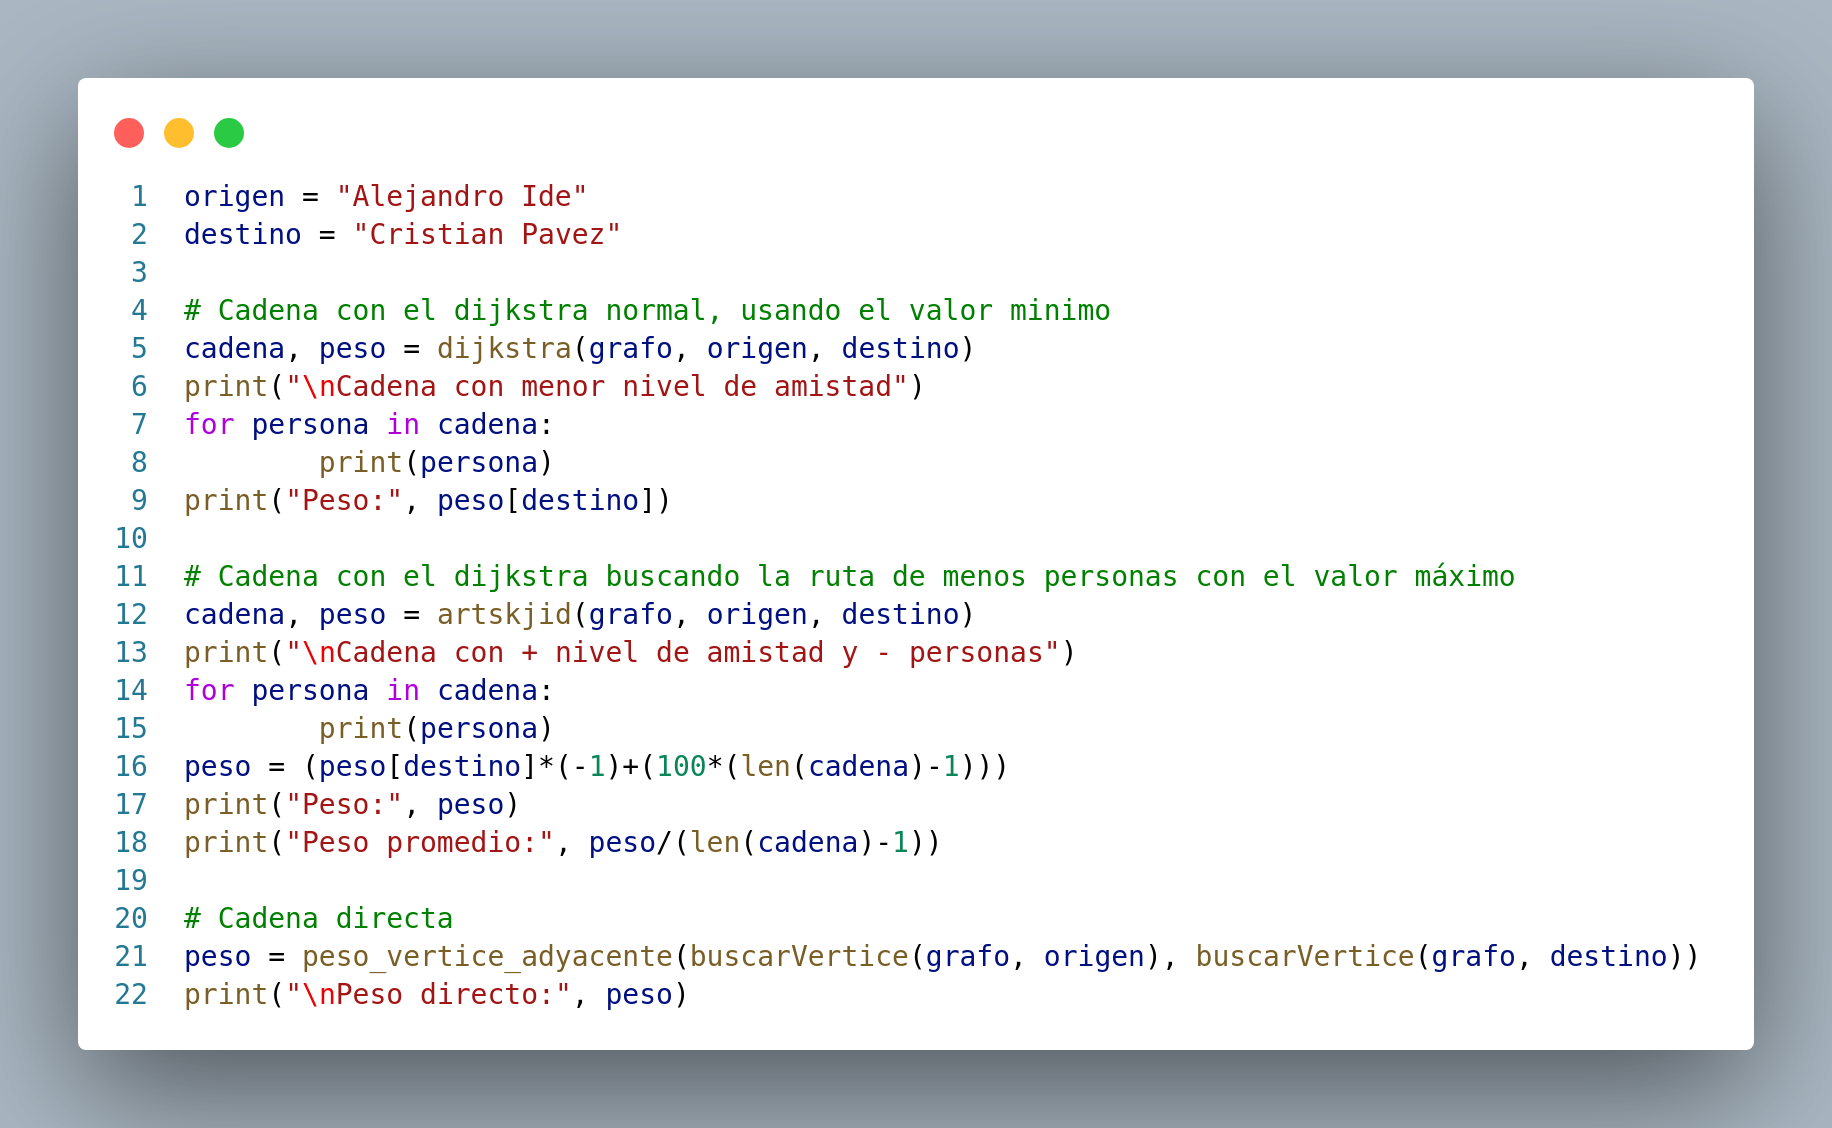 1 origen = "Alejandro Ide"
2 destino = "Cristian Pavez"
3
4 # Cadena con el dijkstra normal, usando el valor minimo
5 cadena, peso = dijkstra(grafo, origen, destino)
6 print("\nCadena con menor nivel de amistad")
7 for persona in cadena:
8         print(persona)
9 print("Peso:", peso[destino])
10
11 # Cadena con el dijkstra buscando la ruta de menos personas con el valor máximo
12 cadena, peso = artskjid(grafo, origen, destino)
13 print("\nCadena con + nivel de amistad y - personas")
14 for persona in cadena:
15         print(persona)
16 peso = (peso[destino]*(-1)+(100*(len(cadena)-1)))
17 print("Peso:", peso)
18 print("Peso promedio:", peso/(len(cadena)-1))
19
20 # Cadena directa
21 peso = peso_vertice_adyacente(buscarVertice(grafo, origen), buscarVertice(grafo, destino))
22 print("\nPeso directo:", peso)